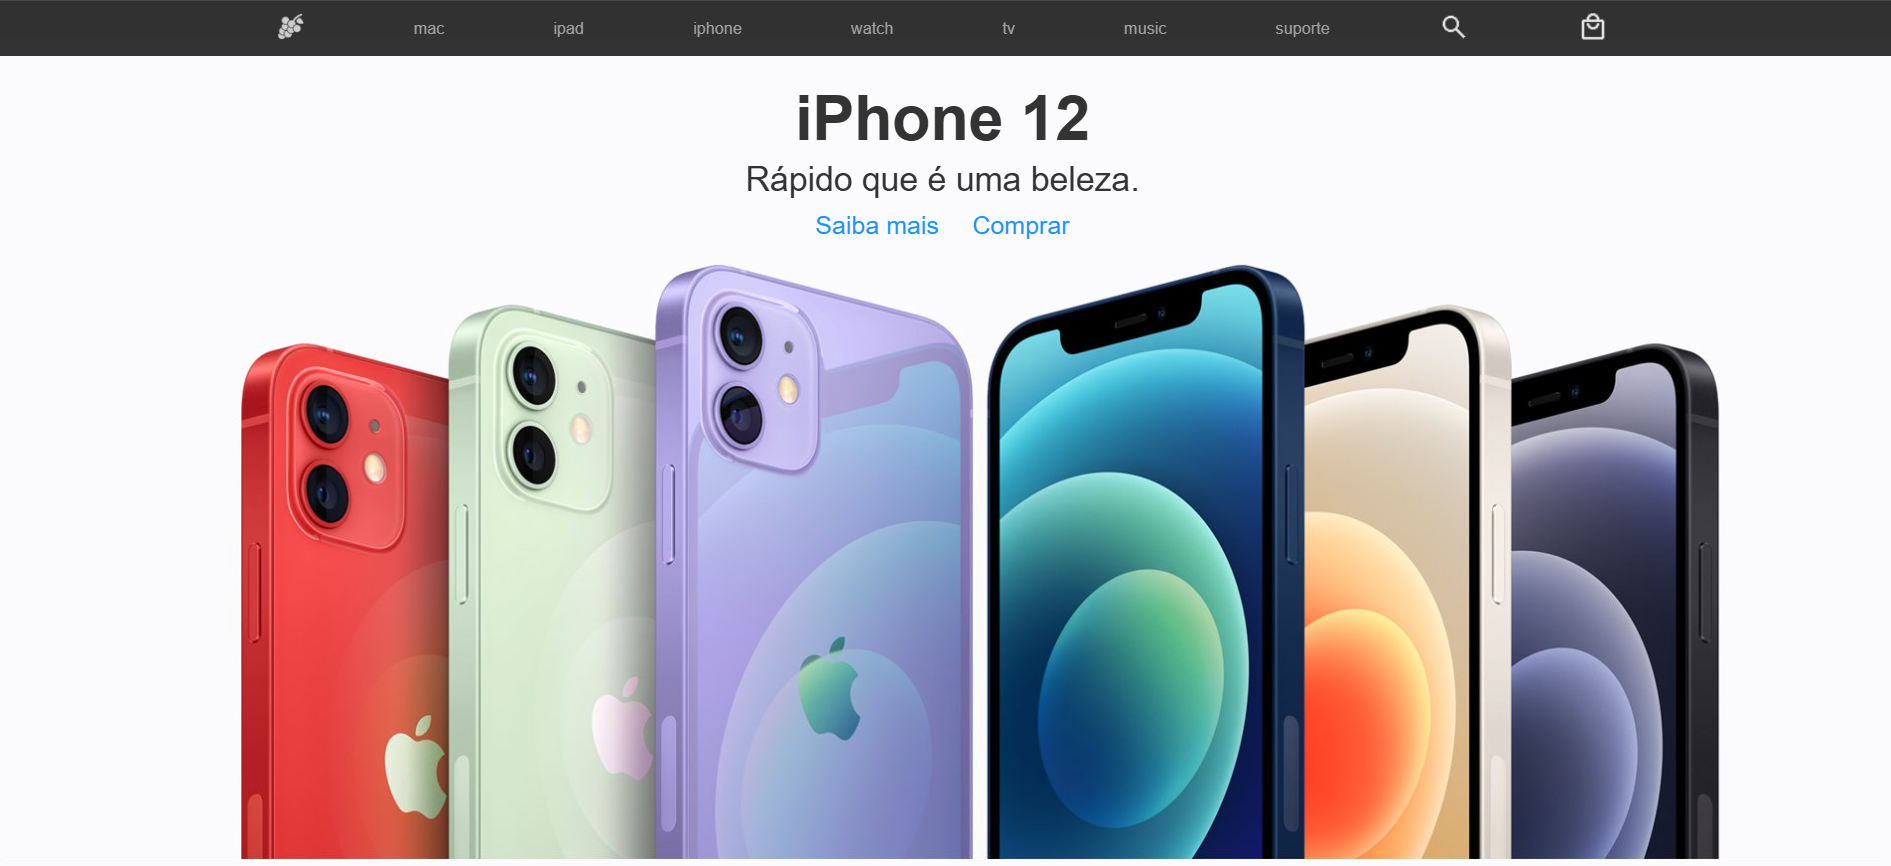 mac ipad iphone watch tv music suporte
iPhone 12
Rápido que é uma beleza.
Saiba mais Comprar